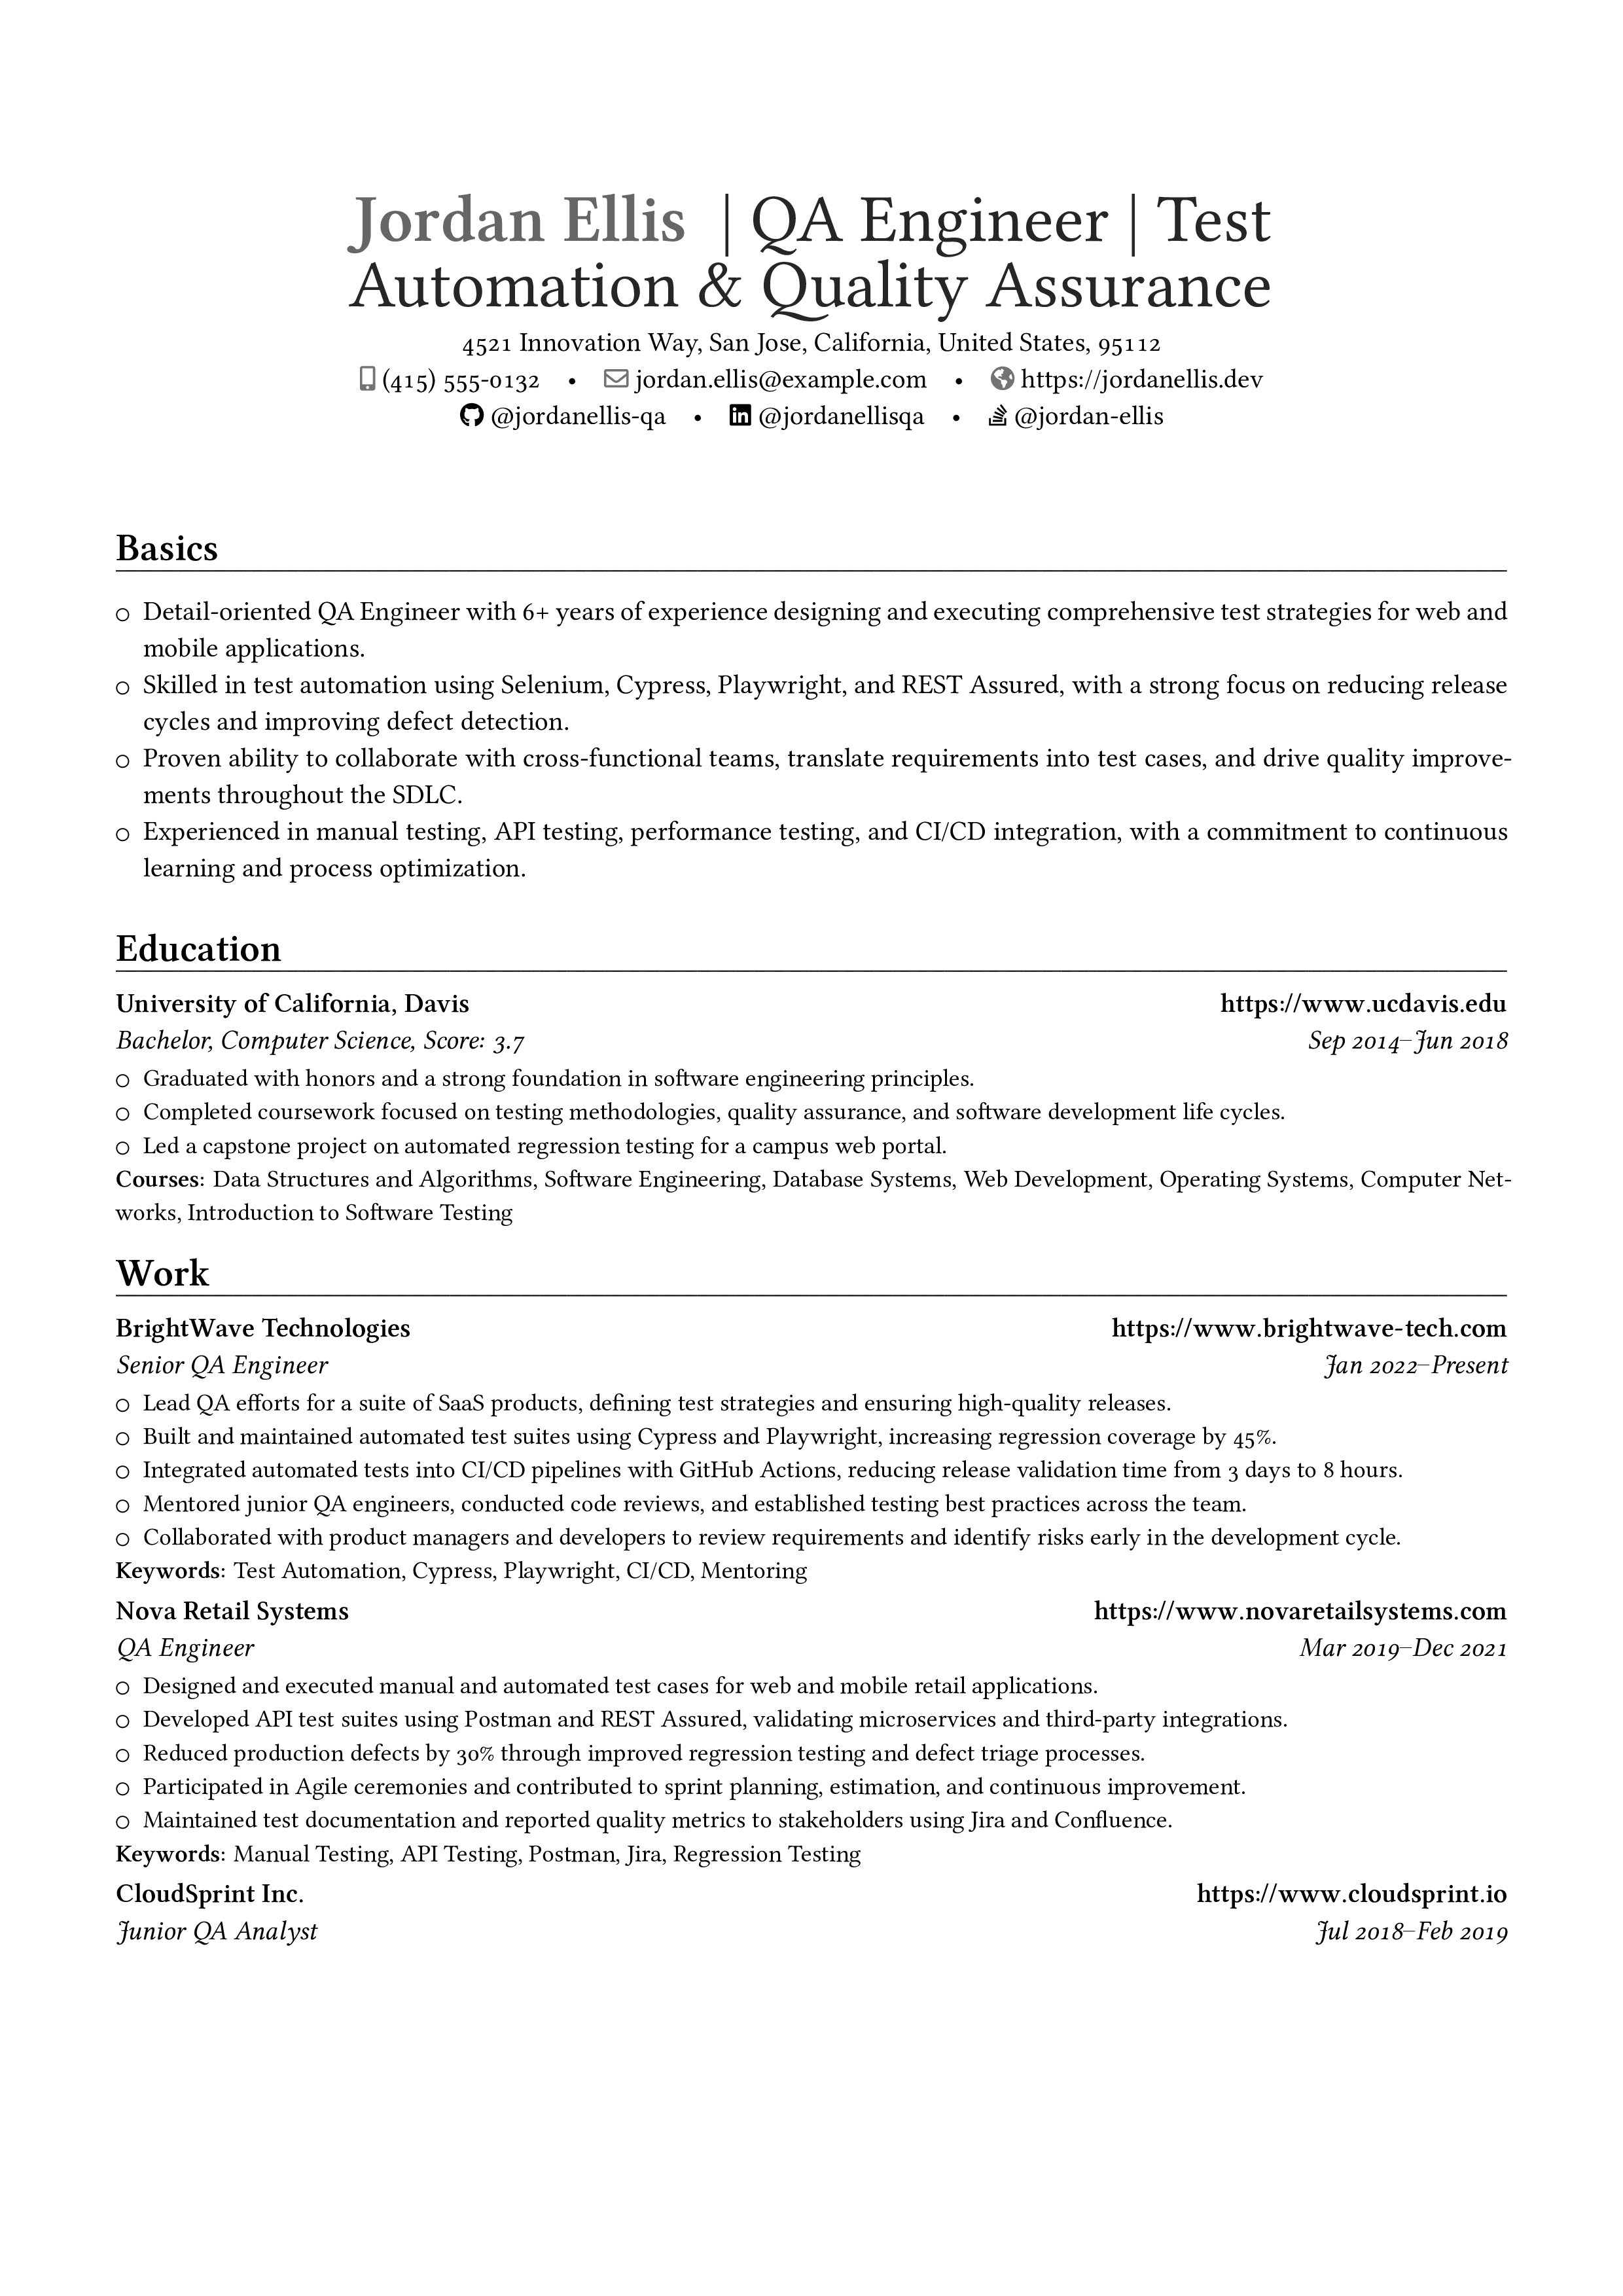 Jordan Ellis | QA Engineer | Test
Automation & Quality Assurance
4521 Innovation Way, San Jose, California, United States, 95112
(415) 555-0132 • jordan.ellis@example.com • https://jordanellis.dev
@jordanellis-qa • @jordanellisqa • @jordan-ellis
Basics
○ Detail-oriented QA Engineer with 6+ years of experience designing and executing comprehensive test strategies for web and
mobile applications.
○ Skilled in test automation using Selenium, Cypress, Playwright, and REST Assured, with a strong focus on reducing release
cycles and improving defect detection.
○ Proven ability to collaborate with cross-functional teams, translate requirements into test cases, and drive quality improve-
ments throughout the SDLC.
○ Experienced in manual testing, API testing, performance testing, and CI/CD integration, with a commitment to continuous
learning and process optimization.
Education
University of California, Davis https://www.ucdavis.edu
Bachelor, Computer Science, Score: 3.7 Sep 2014–Jun 2018
○ Graduated with honors and a strong foundation in software engineering principles.
○ Completed coursework focused on testing methodologies, quality assurance, and software development life cycles.
○ Led a capstone project on automated regression testing for a campus web portal.
Courses: Data Structures and Algorithms, Software Engineering, Database Systems, Web Development, Operating Systems, Computer Net-
works, Introduction to Software Testing
Work
BrightWave Technologies https://www.brightwave-tech.com
Senior QA Engineer Jan 2022–Present
○ Lead QA efforts for a suite of SaaS products, defining test strategies and ensuring high-quality releases.
○ Built and maintained automated test suites using Cypress and Playwright, increasing regression coverage by 45%.
○ Integrated automated tests into CI/CD pipelines with GitHub Actions, reducing release validation time from 3 days to 8 hours.
○ Mentored junior QA engineers, conducted code reviews, and established testing best practices across the team.
○ Collaborated with product managers and developers to review requirements and identify risks early in the development cycle.
Keywords: Test Automation, Cypress, Playwright, CI/CD, Mentoring
Nova Retail Systems https://www.novaretailsystems.com
QA Engineer Mar 2019–Dec 2021
○ Designed and executed manual and automated test cases for web and mobile retail applications.
○ Developed API test suites using Postman and REST Assured, validating microservices and third-party integrations.
○ Reduced production defects by 30% through improved regression testing and defect triage processes.
○ Participated in Agile ceremonies and contributed to sprint planning, estimation, and continuous improvement.
○ Maintained test documentation and reported quality metrics to stakeholders using Jira and Confluence.
Keywords: Manual Testing, API Testing, Postman, Jira, Regression Testing
CloudSprint Inc. https://www.cloudsprint.io
Junior QA Analyst Jul 2018–Feb 2019